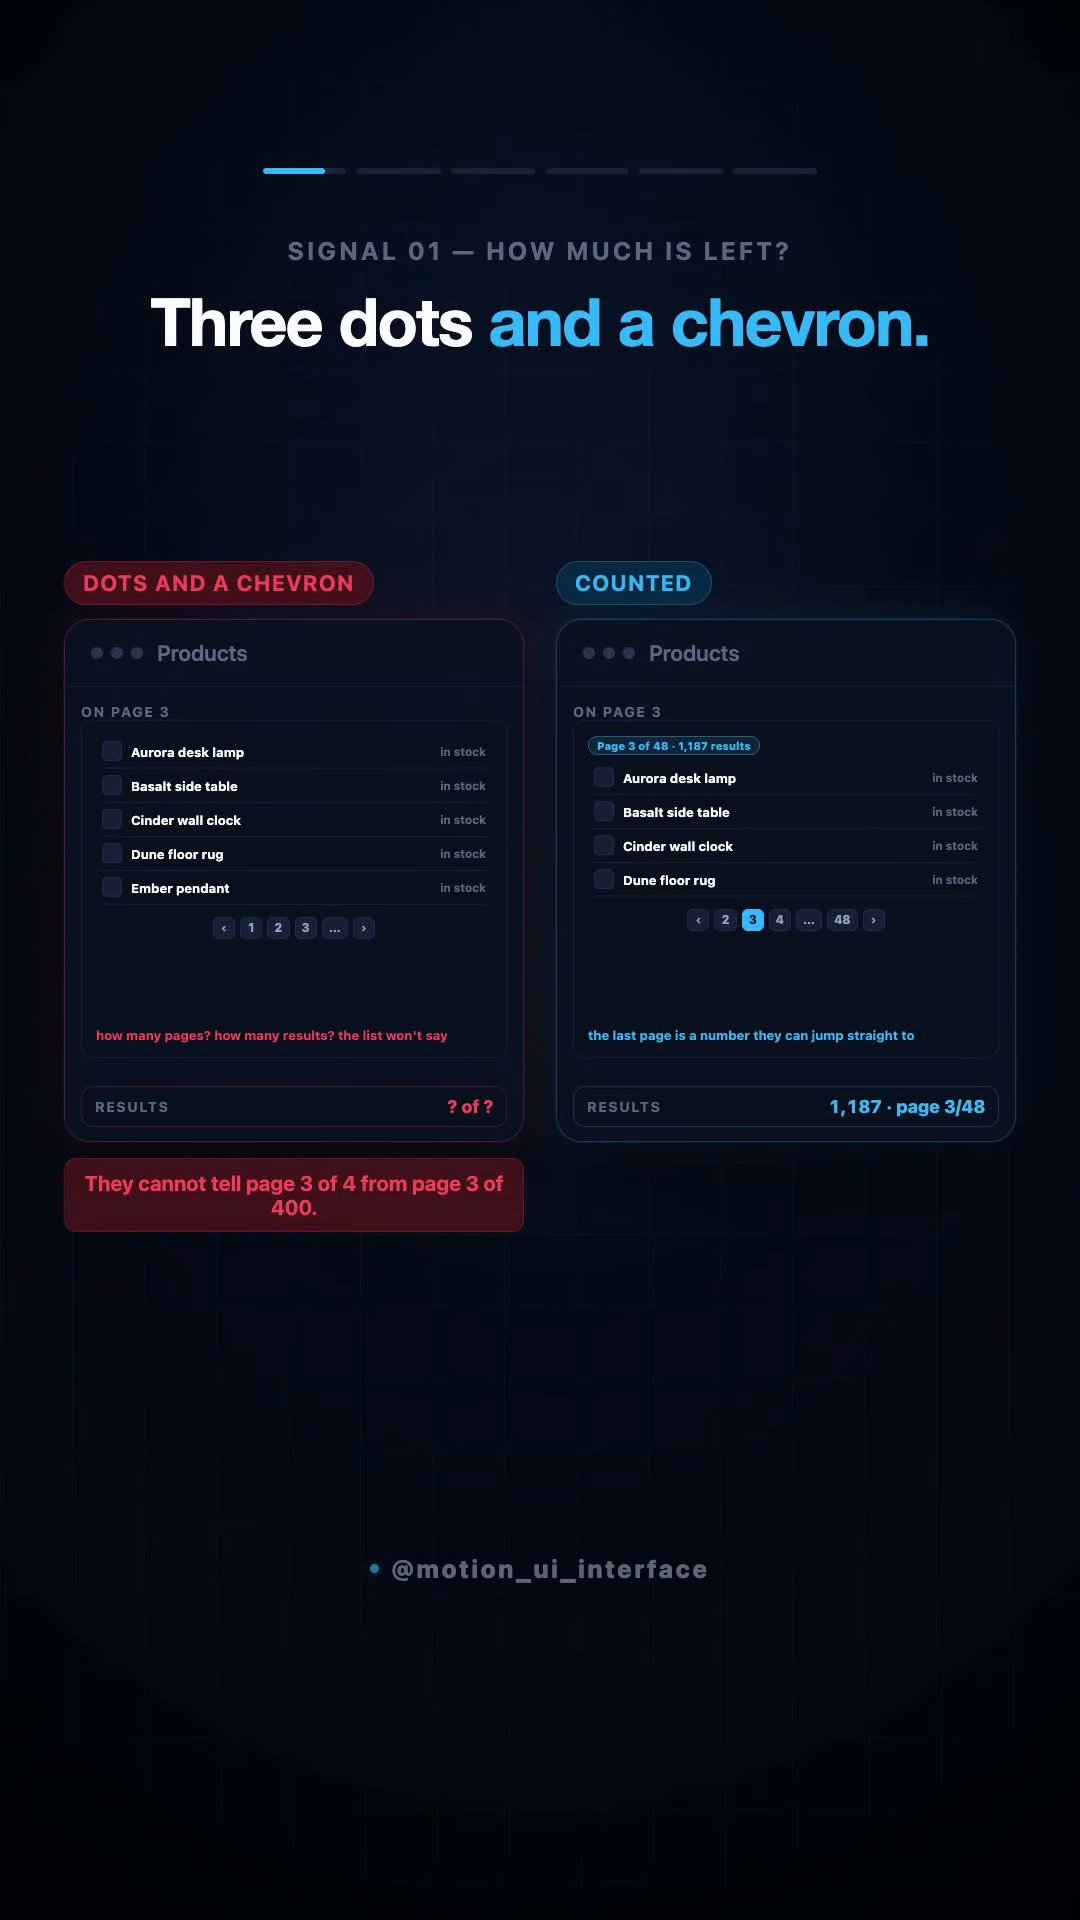 SIGNAL 01 — HOW MUCH IS LEFT?
Three dots and a chevron.
DOTS AND A CHEVRON
Products
ON PAGE 3
Aurora desk lamp in stock
Basalt side table in stock
Cinder wall clock in stock
Dune floor rug in stock
Ember pendant in stock
‹ 1 2 3 ... ›
how many pages? how many results? the list won't say
RESULTS ? of ?
They cannot tell page 3 of 4 from page 3 of
400.
COUNTED
Products
ON PAGE 3
Page 3 of 48 · 1,187 results
Aurora desk lamp in stock
Basalt side table in stock
Cinder wall clock in stock
Dune floor rug in stock
‹ 2 3 4 ... 48 ›
the last page is a number they can jump straight to
RESULTS 1,187 · page 3/48
@motion_ui_interface